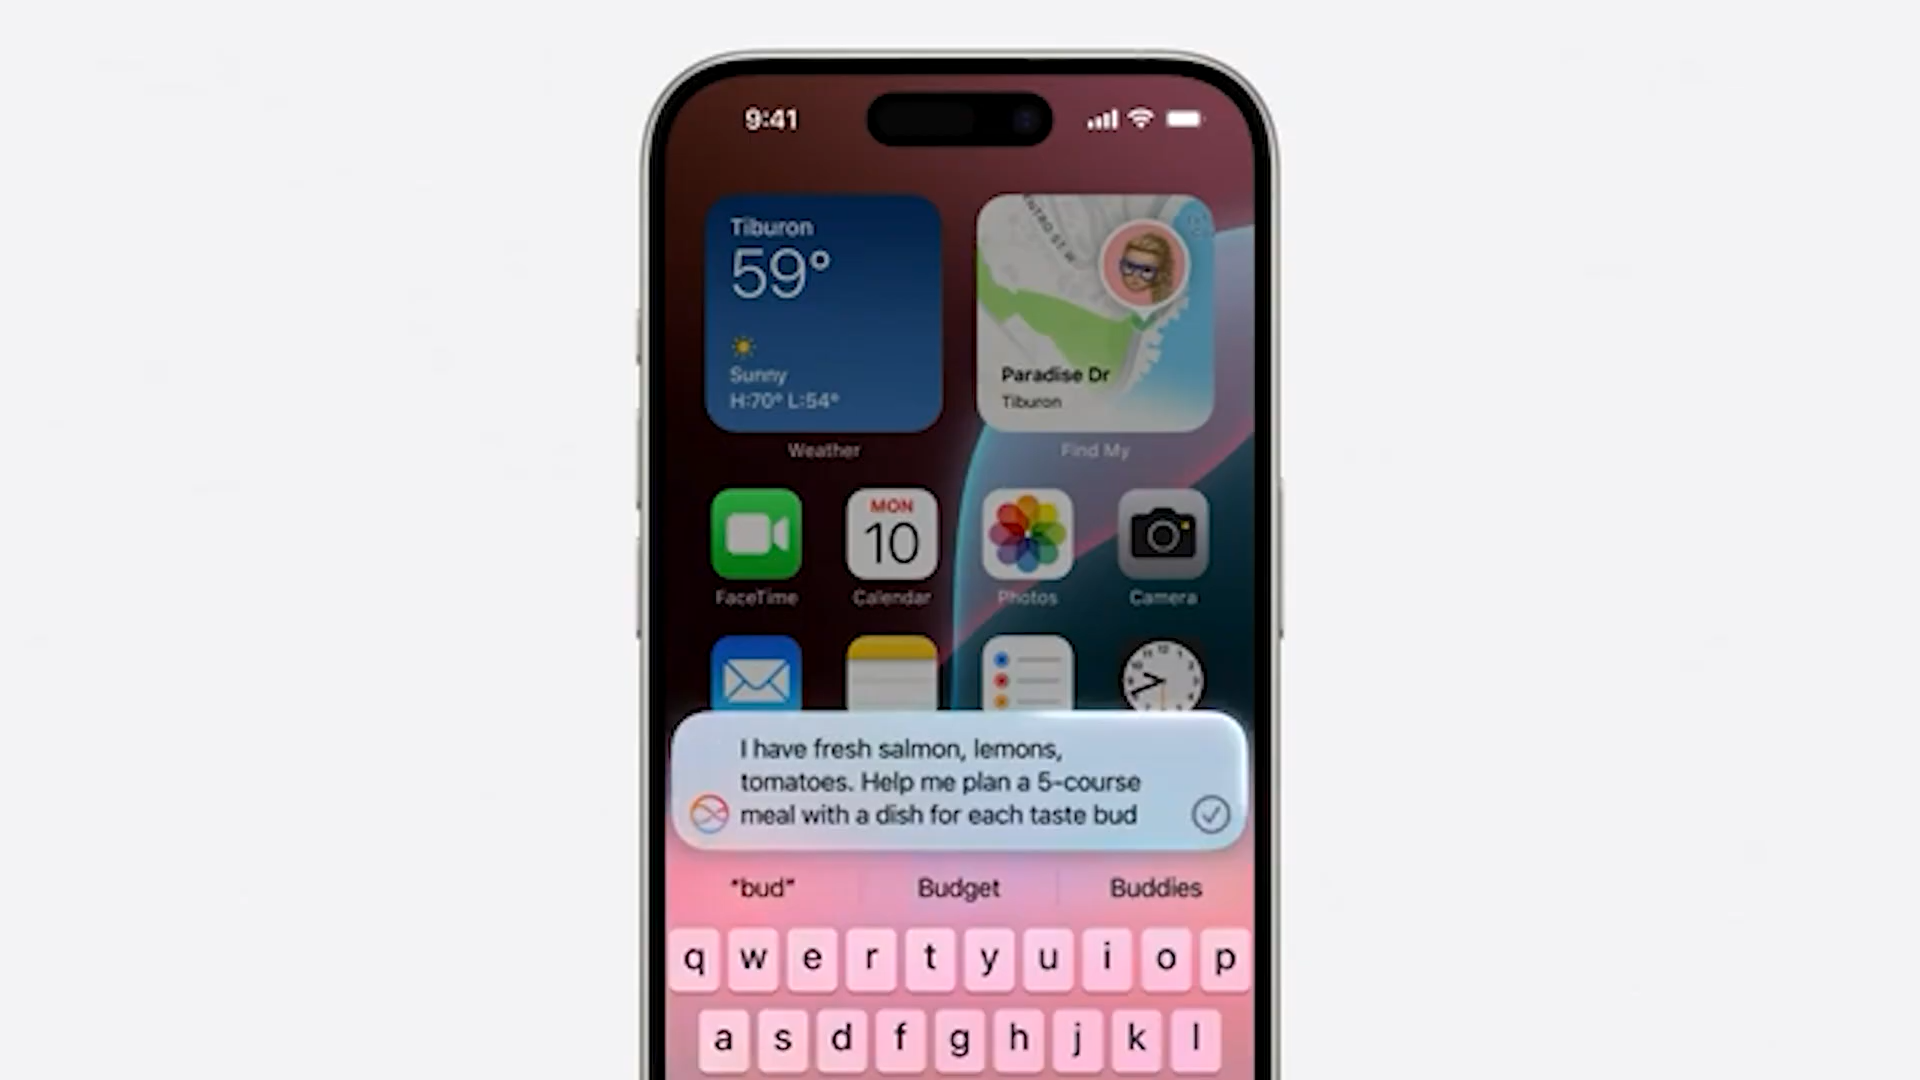 9:41
Tiburon
59°
Sunny
H:70° L:54°
Weather
Paradise Dr
Tiburon
Find My
FaceTime
MON
10
Calendar
Photos
Camera
I have fresh salmon, lemons,
tomatoes. Help me plan a 5-course
meal with a dish for each taste bud
"bud" Budget Buddies
q w e r t y u i o p
a s d f g h j k l